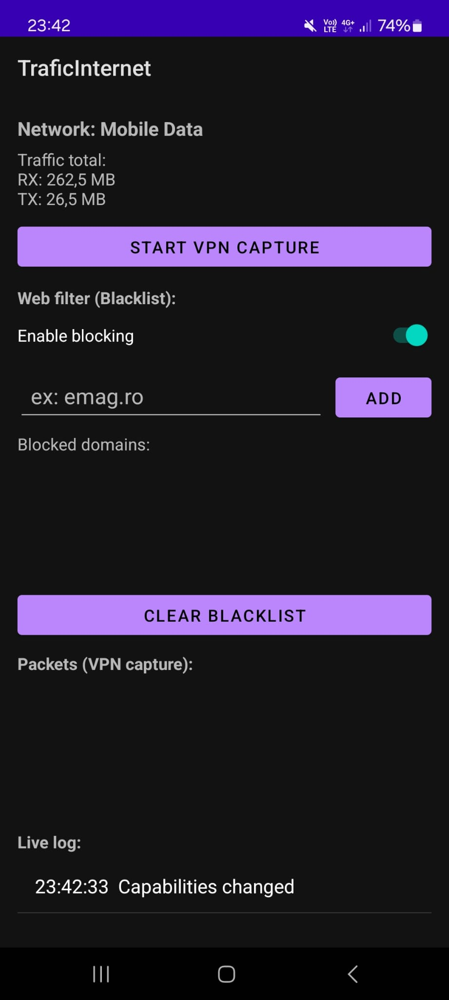 23:42
Vo)) LTE 4G+ 74%
TraficInternet
Network: Mobile Data
Traffic total:
RX: 262,5 MB
TX: 26,5 MB
START VPN CAPTURE
Web filter (Blacklist):
Enable blocking
ex: emag.ro
ADD
Blocked domains:
CLEAR BLACKLIST
Packets (VPN capture):
Live log:
23:42:33 Capabilities changed